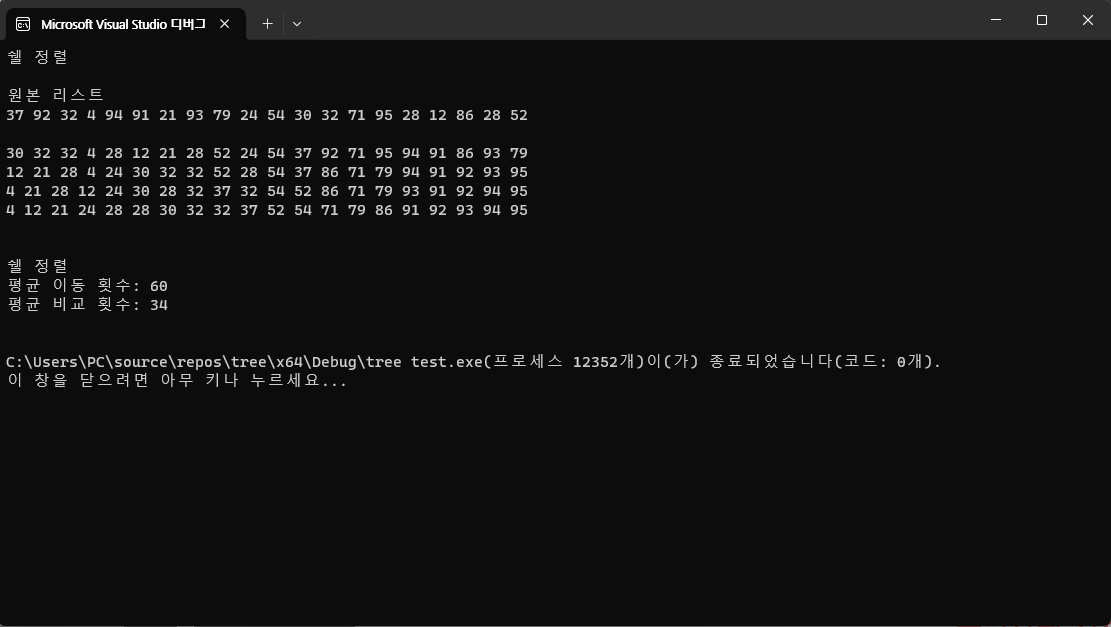 Microsoft Visual Studio 디버그
쉘 정렬
원본 리스트
37 92 32 4 94 91 21 93 79 24 54 30 32 71 95 28 12 86 28 52
30 32 32 4 28 12 21 28 52 24 54 37 92 71 95 94 91 86 93 79
12 21 28 4 24 30 32 32 52 28 54 37 86 71 79 94 91 92 93 95
4 21 28 12 24 30 28 32 37 32 54 52 86 71 79 93 91 92 94 95
4 12 21 24 28 28 30 32 32 37 52 54 71 79 86 91 92 93 94 95
쉘 정렬
평균 이동 횟수: 60
평균 비교 횟수: 34
C:\Users\PC\source\repos\tree\x64\Debug\tree test.exe(프로세스 12352개)이(가) 종료되었습니다(코드: 0개).
이 창을 닫으려면 아무 키나 누르세요...